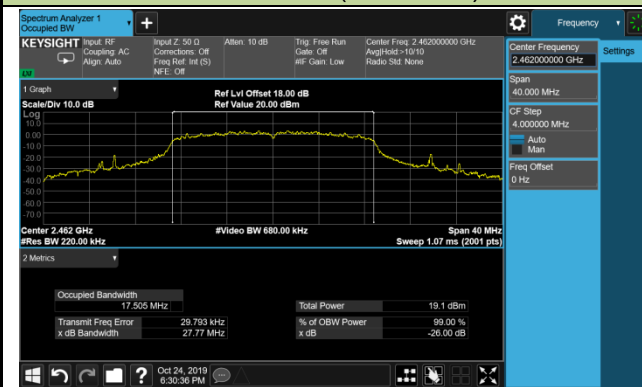 Spectrum Analyzer 1
Occupied BW
+
Frequency
KEYSIGHT
Input: RF
Coupling: AC
Align: Auto
Input Z: 50 Ω
Corrections: Off
Freq Ref: Int (S)
NFE: Off
Atten: 10 dB
Trig: Free Run
Gate: Off
#IF Gain: Low
Center Freq: 2.462000000 GHz
Avg|Hold:>10/10
Radio Std: None
Center Frequency
2.462000000 GHz
Settings
Span
40.000 MHz
CF Step
4.000000 MHz
Auto
Man
Freq Offset
0 Hz
1 Graph
Scale/Div 10.0 dB
Ref Lvl Offset 18.00 dB
Ref Value 20.00 dBm
Log
10.0
0.00
-10.0
-20.0
-30.0
-40.0
-50.0
-60.0
-70.0
Center 2.462 GHz
#Res BW 220.00 kHz
#Video BW 680.00 kHz
Span 40 MHz
Sweep 1.07 ms (2001 pts)
2 Metrics
Occupied Bandwidth
17.505 MHz
Total Power
19.1 dBm
Transmit Freq Error
29.793 kHz
% of OBW Power
99.00 %
x dB Bandwidth
27.77 MHz
x dB
-26.00 dB
?
Oct 24, 2019
6:30:36 PM